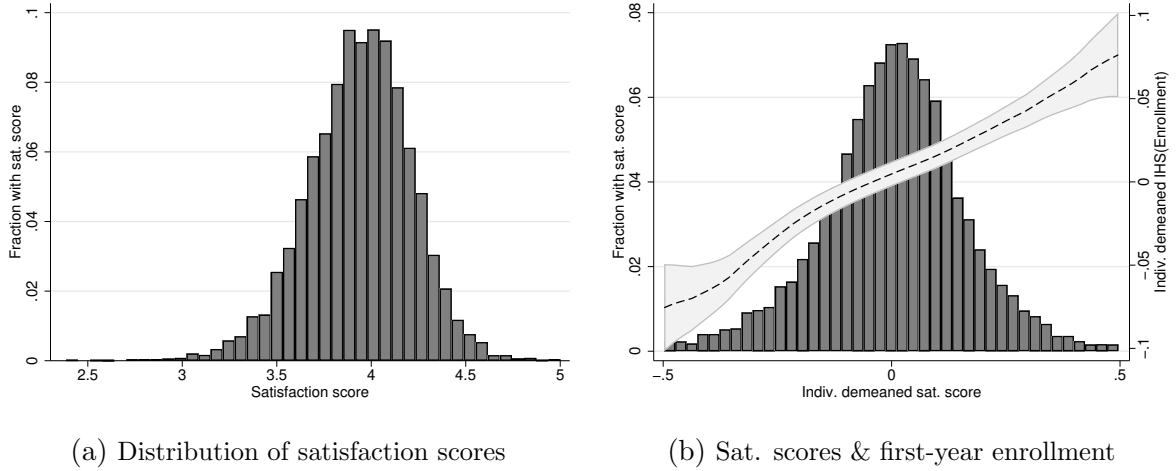 .1
.08
.06
.04
.02
0
Fraction with sat. score
2.5 3 3.5 4 4.5 5
Satisfaction score
(a) Distribution of satisfaction scores
.08
.06
.04
.02
0
Fraction with sat. score
.1
.05
0
-.05
-.1
Indiv. demeaned IHS(Enrollment)
-.5 0 .5
Indiv. demeaned sat. score
(b) Sat. scores & first-year enrollment